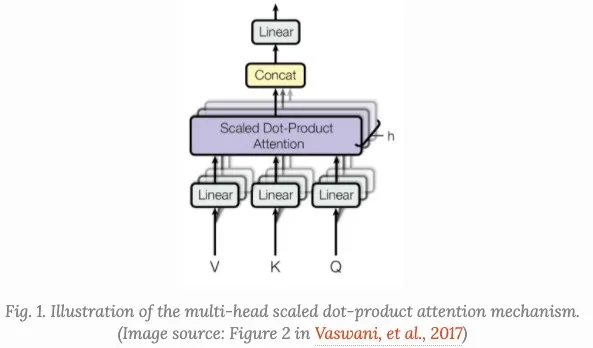 Linear
Concat
Scaled Dot-Product
Attention
h
Linear Linear Linear
V K Q
Fig. 1. Illustration of the multi-head scaled dot-product attention mechanism.
(Image source: Figure 2 in Vaswani, et al., 2017)